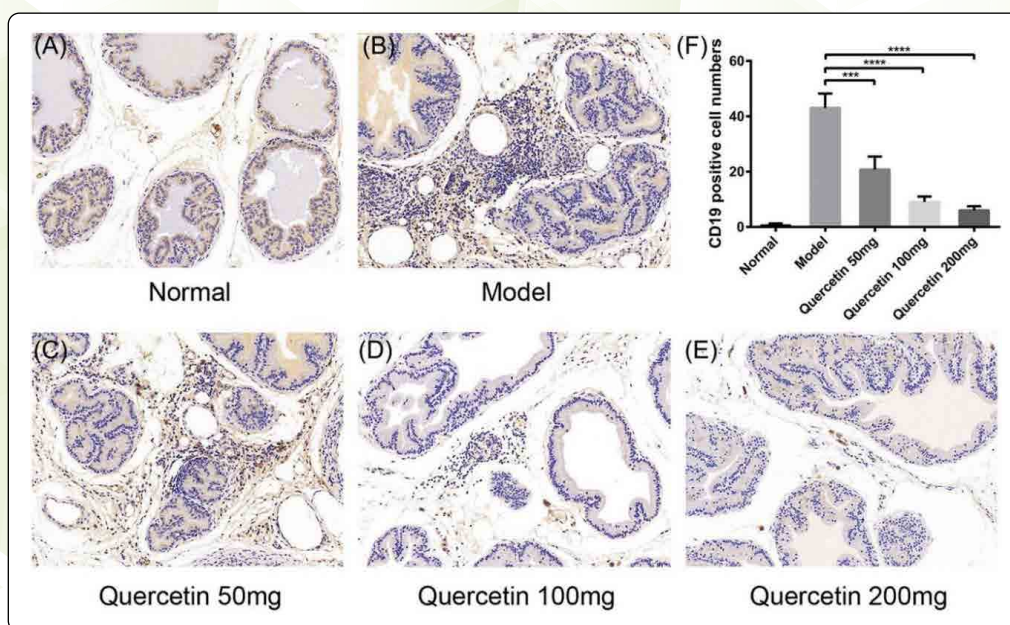 (A)
Normal
(B)
Model
(F)
CD19 positive cell numbers
60
40
20
0
****
****
***
Normal
Model
Quercetin 50mg
Quercetin 100mg
Quercetin 200mg
(C)
Quercetin 50mg
(D)
Quercetin 100mg
(E)
Quercetin 200mg